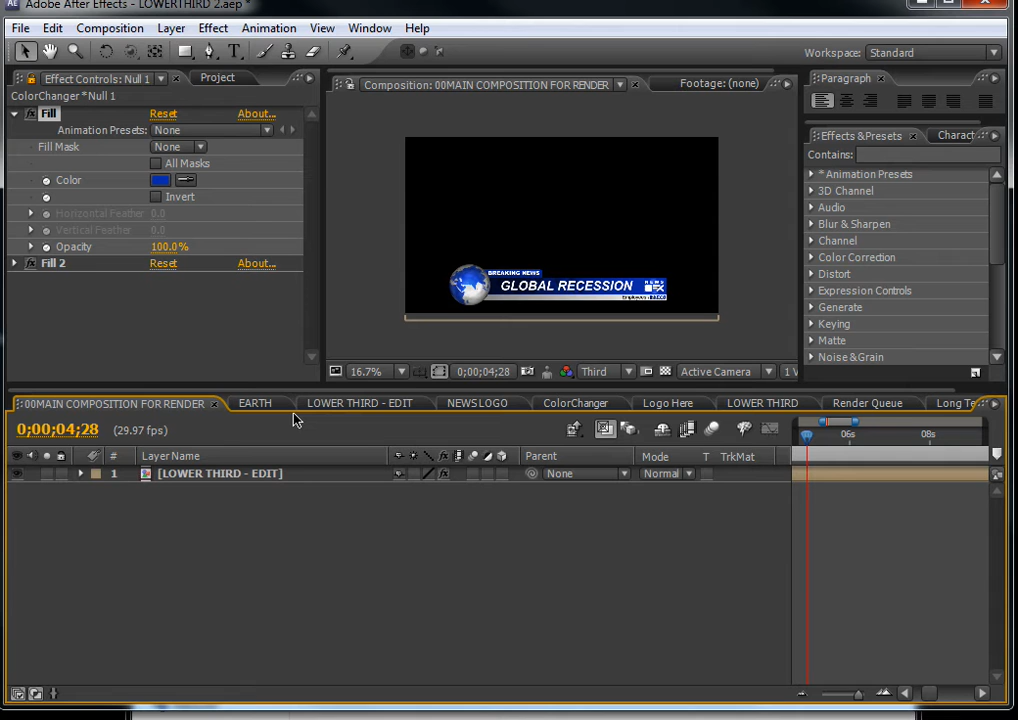 AE Adobe After Effects - LOWERTHIRD 2.aep *
File Edit Composition Layer Effect Animation View Window Help
Workspace: Standard
Effect Controls: Null 1 Project
ColorChanger * Null 1
Fill Reset About...
Animation Presets: None
Fill Mask None
All Masks
Color
Invert
Horizontal Feather 0.0
Vertical Feather 0.0
Opacity 100.0%
Fill 2 Reset About...
Composition: 00MAIN COMPOSITION FOR RENDER Footage: (none)
BREAKING NEWS
GLOBAL RECESSION
16.7% 0;00;04;28 Third Active Camera 1 V
Paragraph
Effects & Presets Charact
Contains:
* Animation Presets
3D Channel
Audio
Blur & Sharpen
Channel
Color Correction
Distort
Expression Controls
Generate
Keying
Matte
Noise & Grain
00MAIN COMPOSITION FOR RENDER EARTH LOWER THIRD - EDIT NEWS LOGO ColorChanger Logo Here LOWER THIRD Render Queue Long Te
0;00;04;28 (29.97 fps) 06s 08s
# Layer Name Parent Mode T TrkMat
1 [LOWER THIRD - EDIT] None Normal